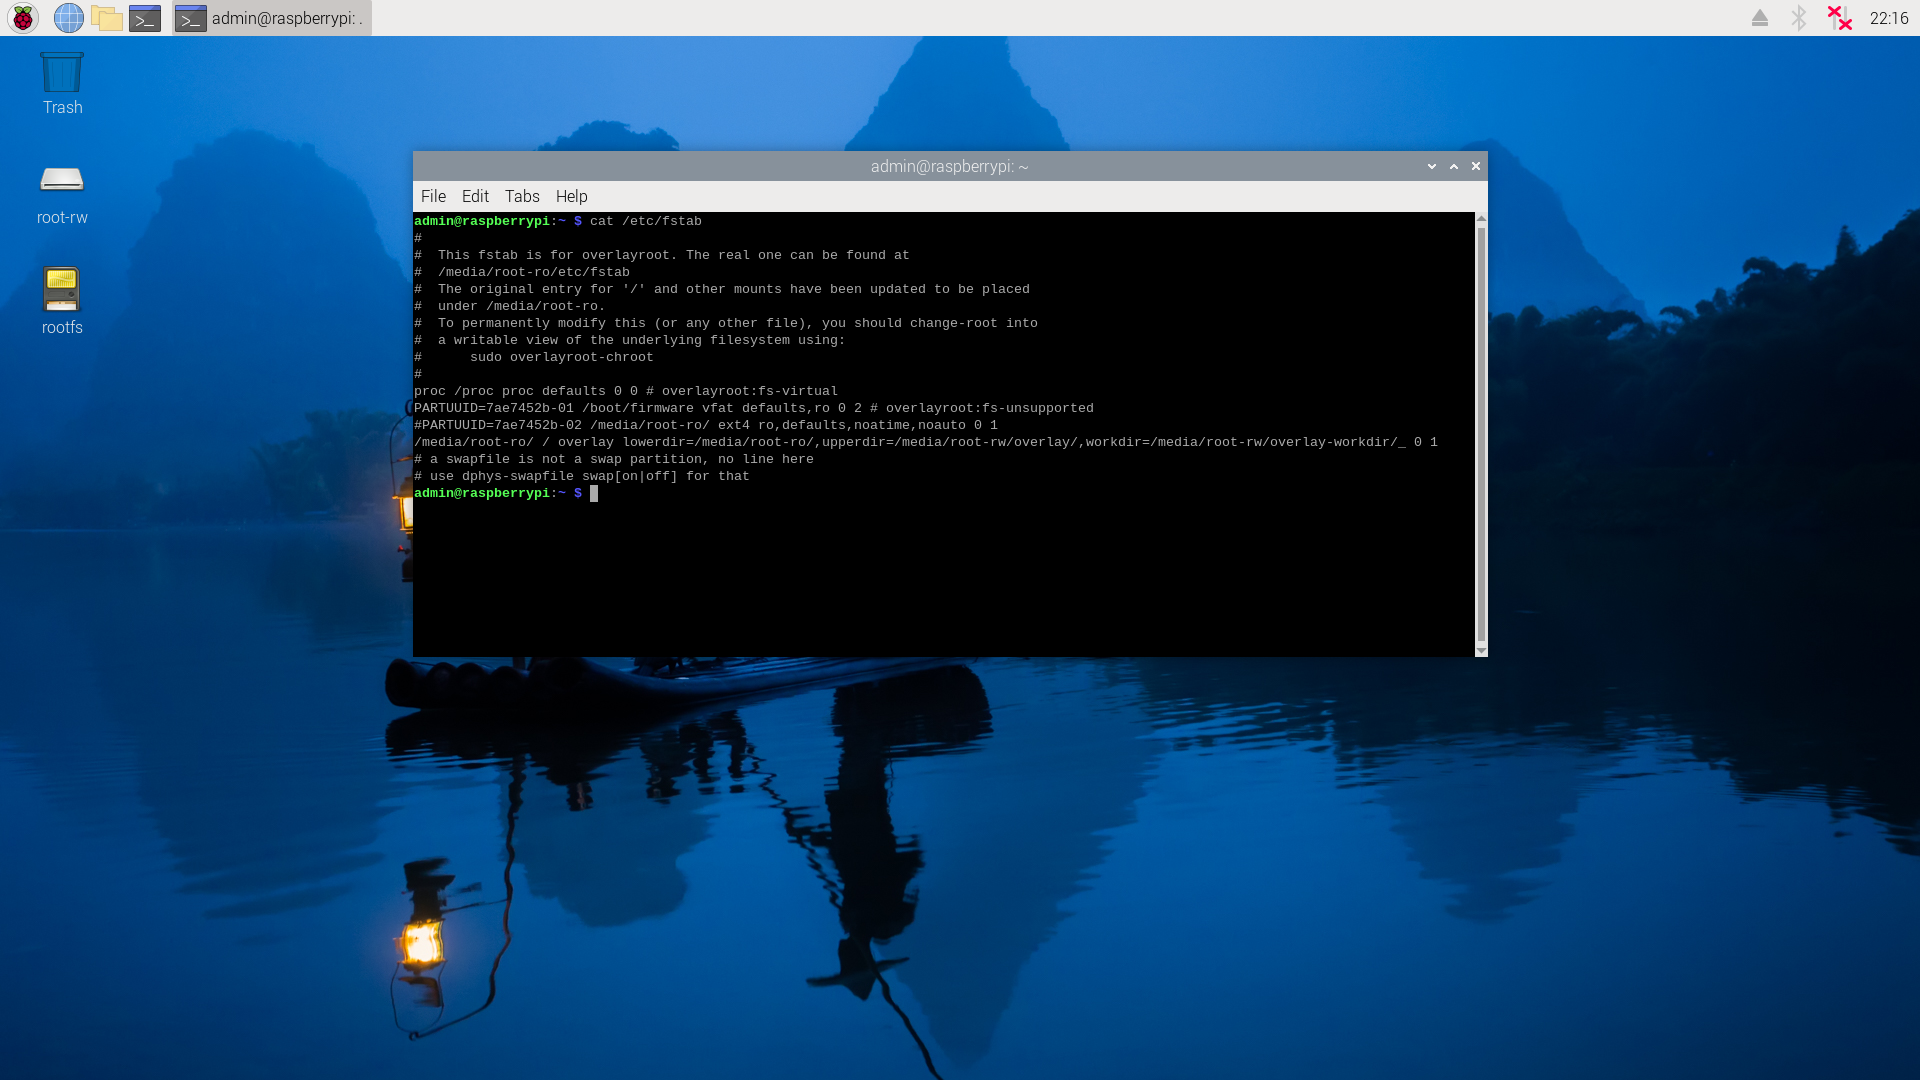 admin@raspberrypi: .
22:16
Trash
root-rw
rootfs
admin@raspberrypi: ~
File Edit Tabs Help
admin@raspberrypi:~ $ cat /etc/fstab
#
#  This fstab is for overlayroot. The real one can be found at
#  /media/root-ro/etc/fstab
#  The original entry for '/' and other mounts have been updated to be placed
#  under /media/root-ro.
#  To permanently modify this (or any other file), you should change-root into
#  a writable view of the underlying filesystem using:
#      sudo overlayroot-chroot
#
proc /proc proc defaults 0 0 # overlayroot:fs-virtual
PARTUUID=7ae7452b-01 /boot/firmware vfat defaults,ro 0 2 # overlayroot:fs-unsupported
#PARTUUID=7ae7452b-02 /media/root-ro/ ext4 ro,defaults,noatime,noauto 0 1
/media/root-ro/ / overlay lowerdir=/media/root-ro/,upperdir=/media/root-rw/overlay/,workdir=/media/root-rw/overlay-workdir/_ 0 1
# a swapfile is not a swap partition, no line here
# use dphys-swapfile swap[on|off] for that
admin@raspberrypi:~ $